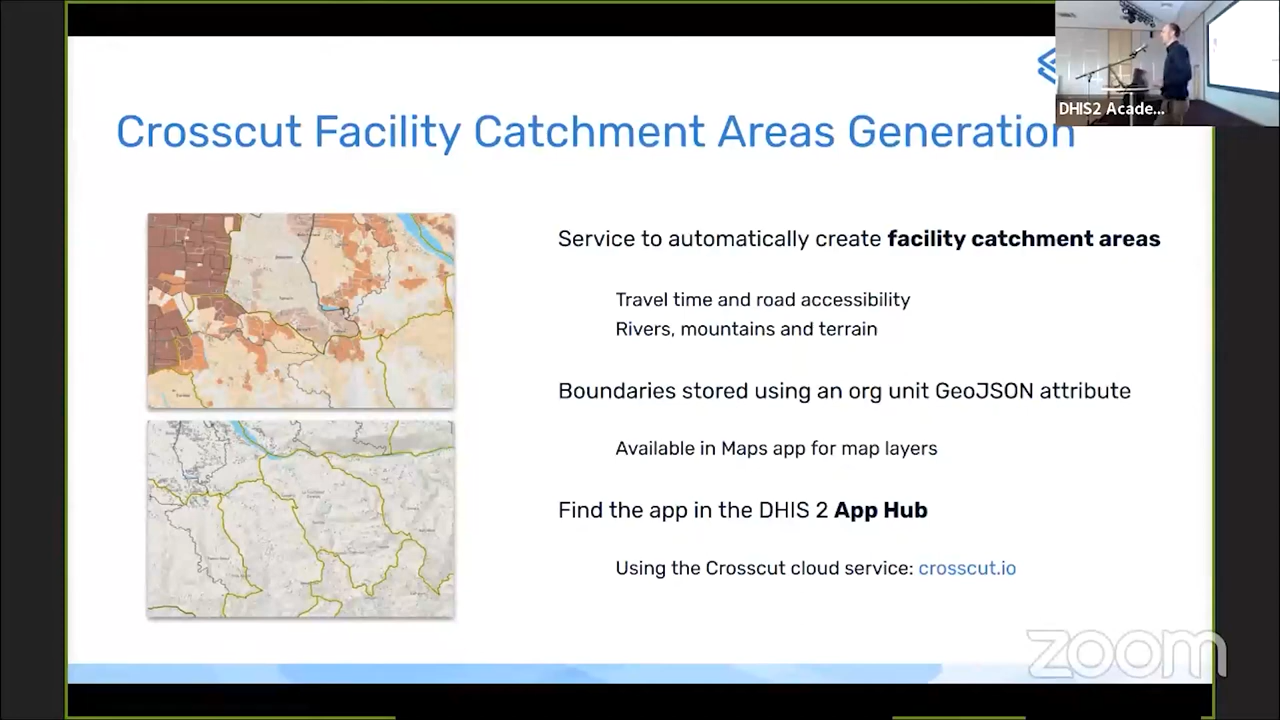 DHIS2 Acade...
Crosscut Facility Catchment Areas Generation
Service to automatically create facility catchment areas
Travel time and road accessibility
Rivers, mountains and terrain
Boundaries stored using an org unit GeoJSON attribute
Available in Maps app for map layers
Find the app in the DHIS 2 App Hub
Using the Crosscut cloud service: crosscut.io
zoom